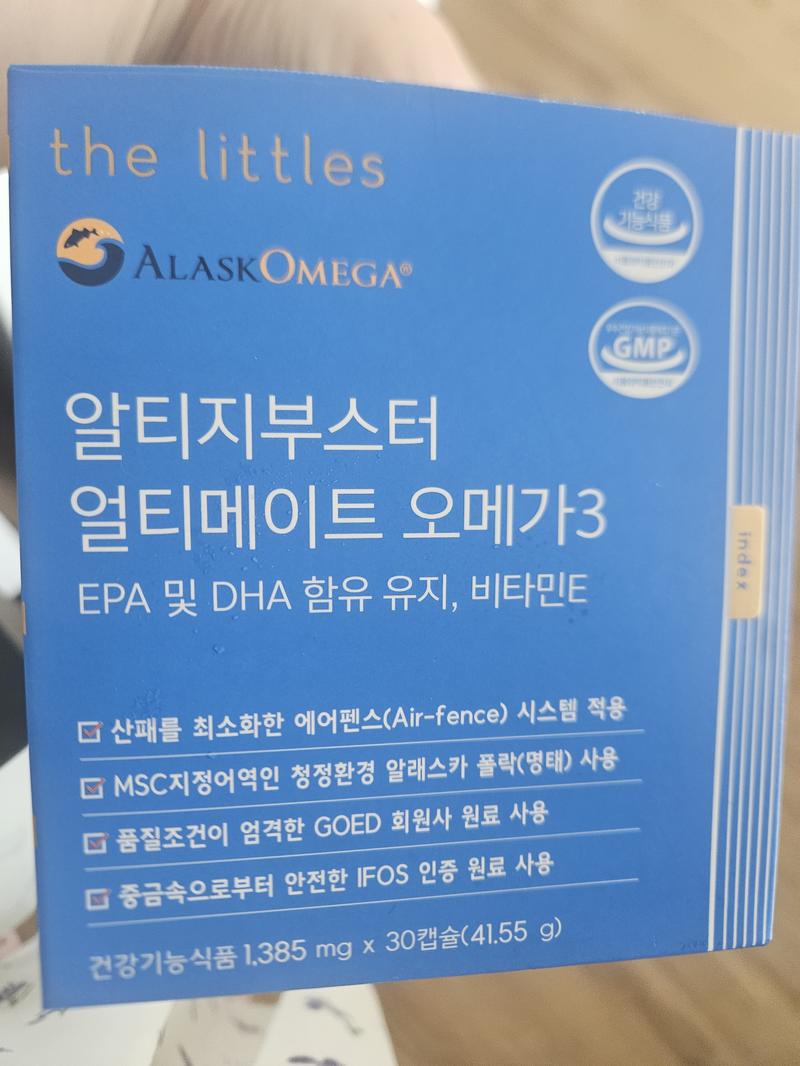 the littles
ALASKOMEGA®
건강
기능식품
GMP
알티지부스터
얼티메이트 오메가3
EPA 및 DHA 함유 유지, 비타민E
index
산패를 최소화한 에어펜스(Air-fence) 시스템 적용
MSC지정어역인 청정환경 알래스카 폴락(명태) 사용
품질조건이 엄격한 GOED 회원사 원료 사용
중금속으로부터 안전한 IFOS 인증 원료 사용
건강기능식품 1,385 mg x 30캡슐(41.55 g)